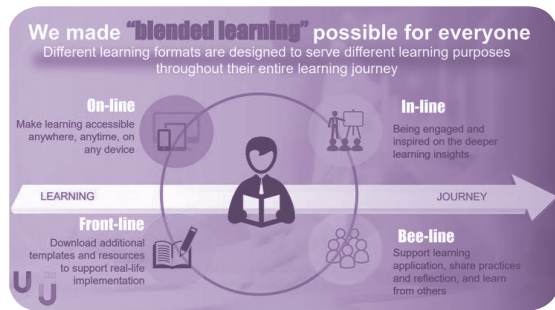 We made "blended learning" possible for everyone
Different learning formats are designed to serve different learning purposes
throughout their entire learning journey
On-line
Make learning accessible
anywhere, anytime, on
any device
In-line
Being engaged and
inspired on the deeper
learning insights
LEARNING
JOURNEY
Front-line
Download additional
templates and resources
to support real-life
implementation
Bee-line
Support learning
application, share practices
and reflection, and learn
from others
U U